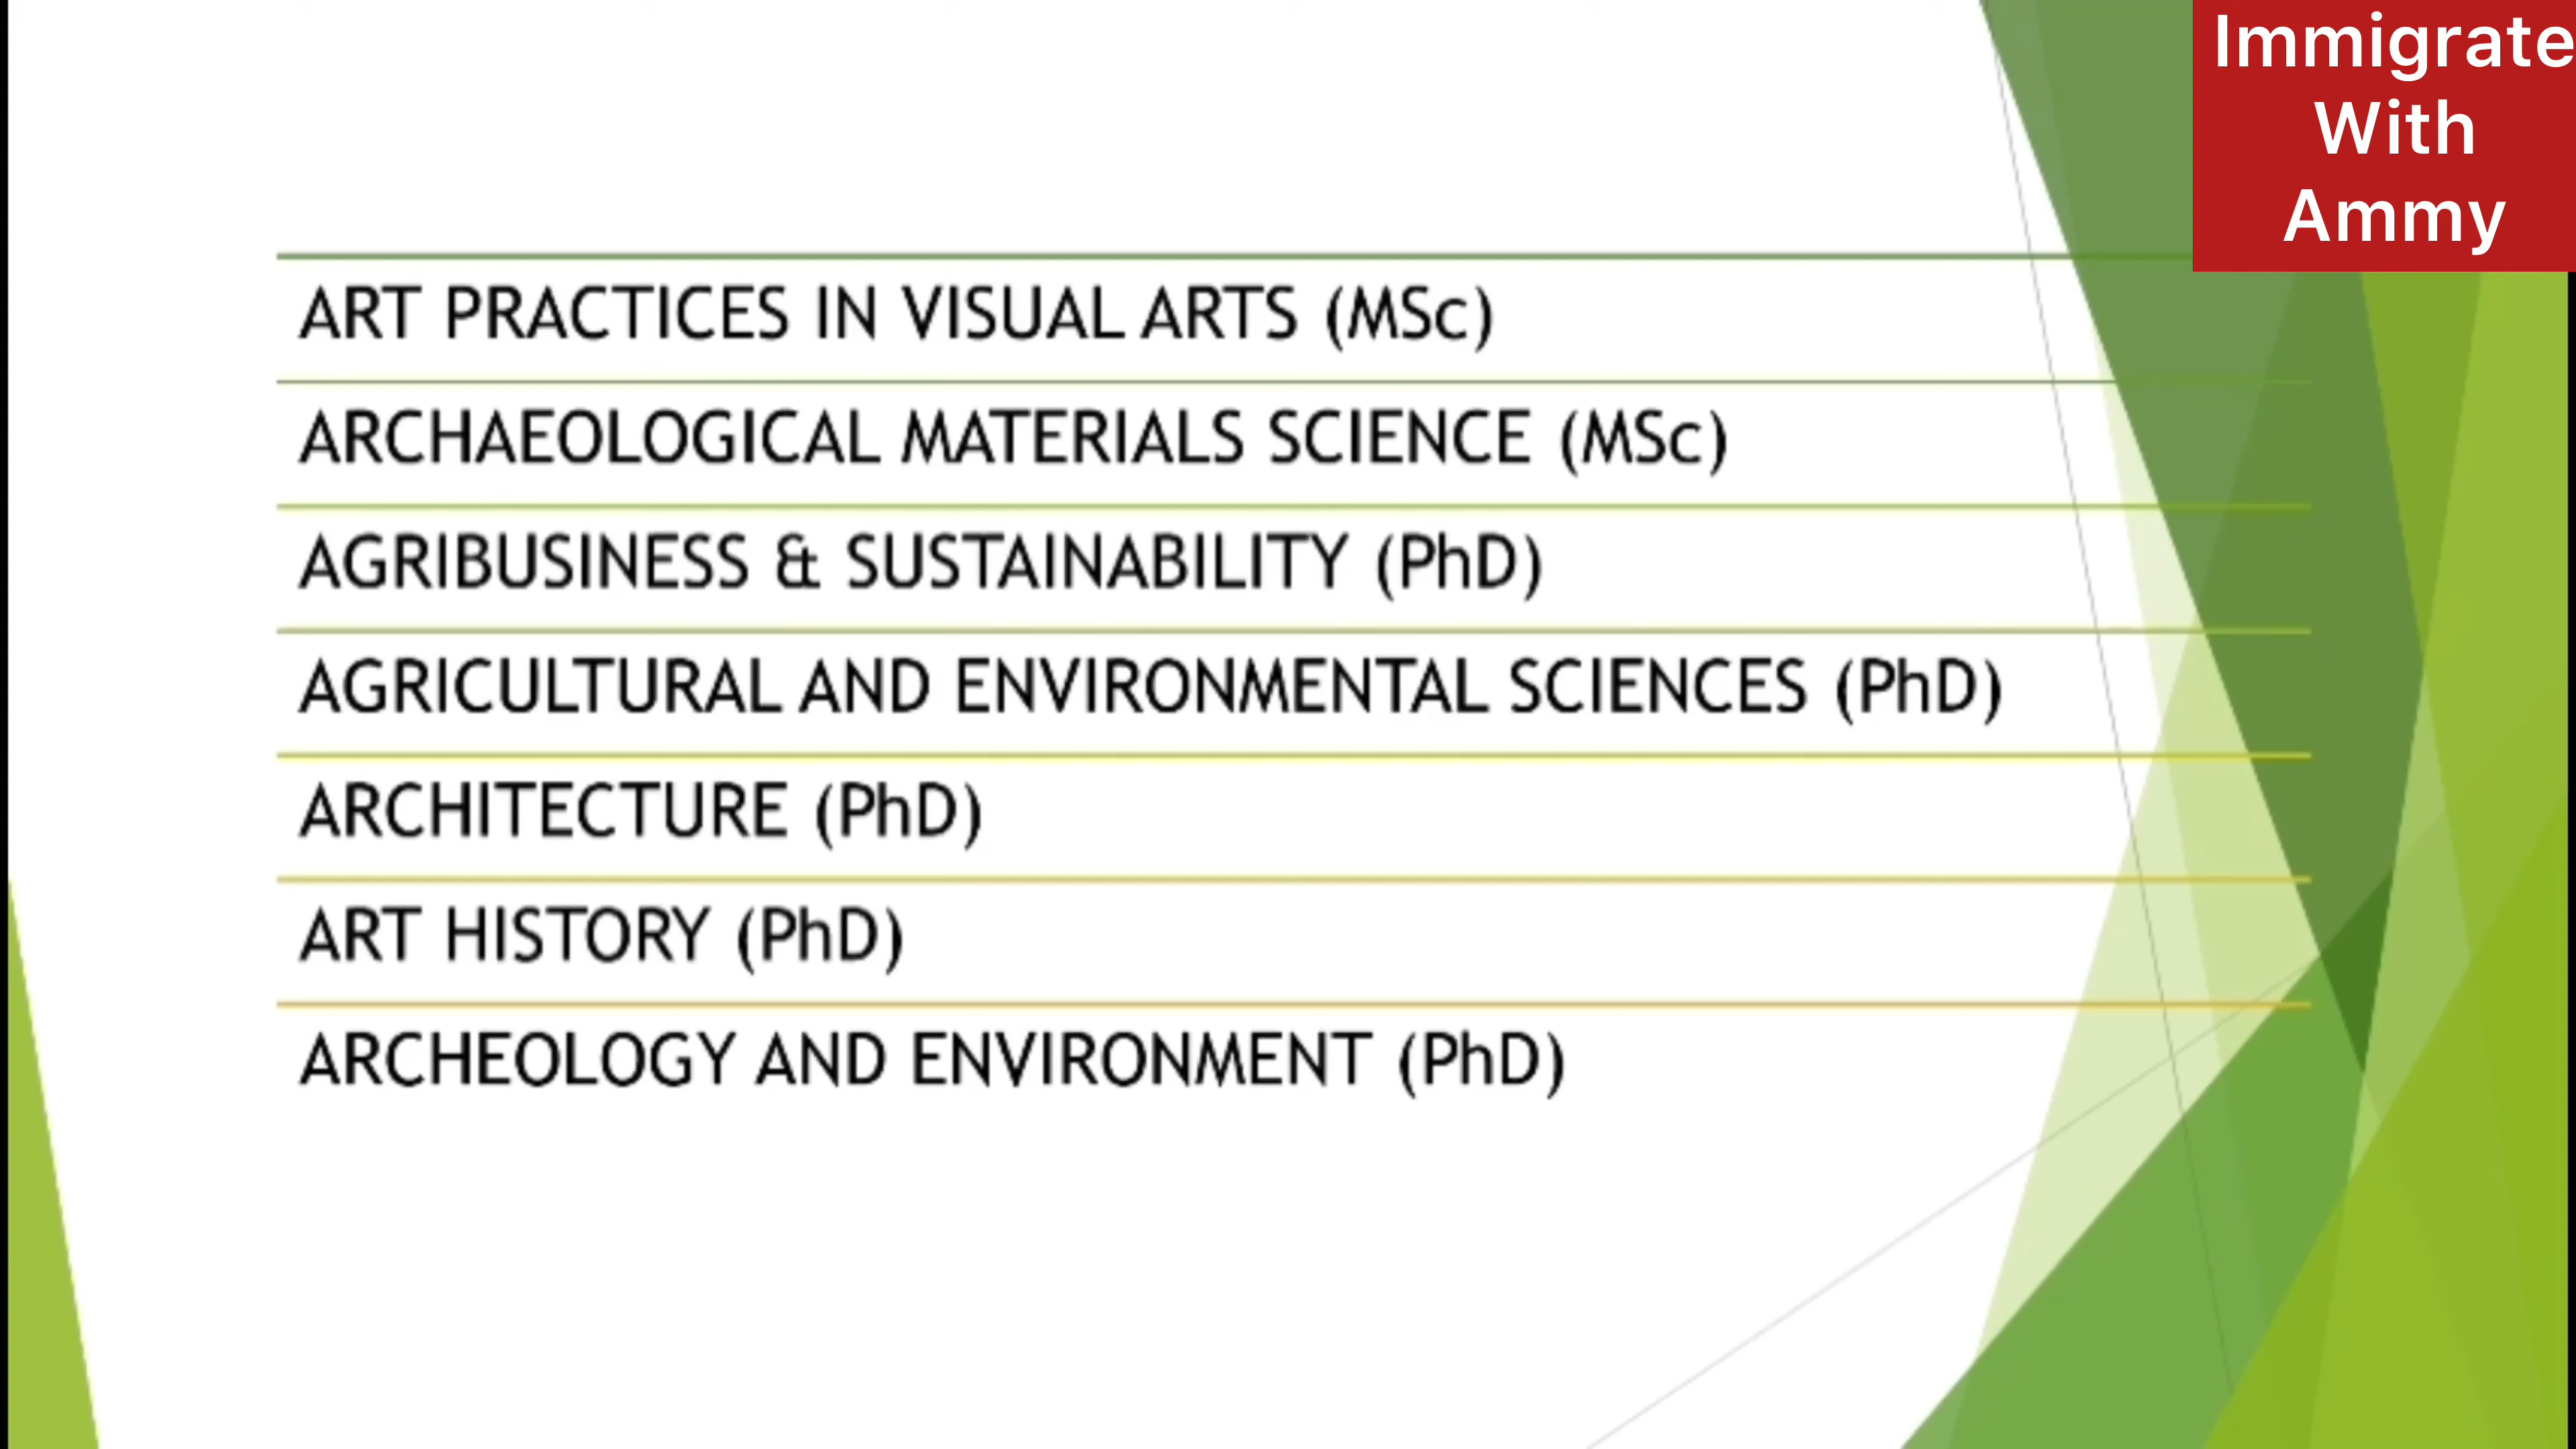 Immigrate
With
Ammy
ART PRACTICES IN VISUAL ARTS (MSc)
ARCHAEOLOGICAL MATERIALS SCIENCE (MSc)
AGRIBUSINESS & SUSTAINABILITY (PhD)
AGRICULTURAL AND ENVIRONMENTAL SCIENCES (PhD)
ARCHITECTURE (PhD)
ART HISTORY (PhD)
ARCHEOLOGY AND ENVIRONMENT (PhD)